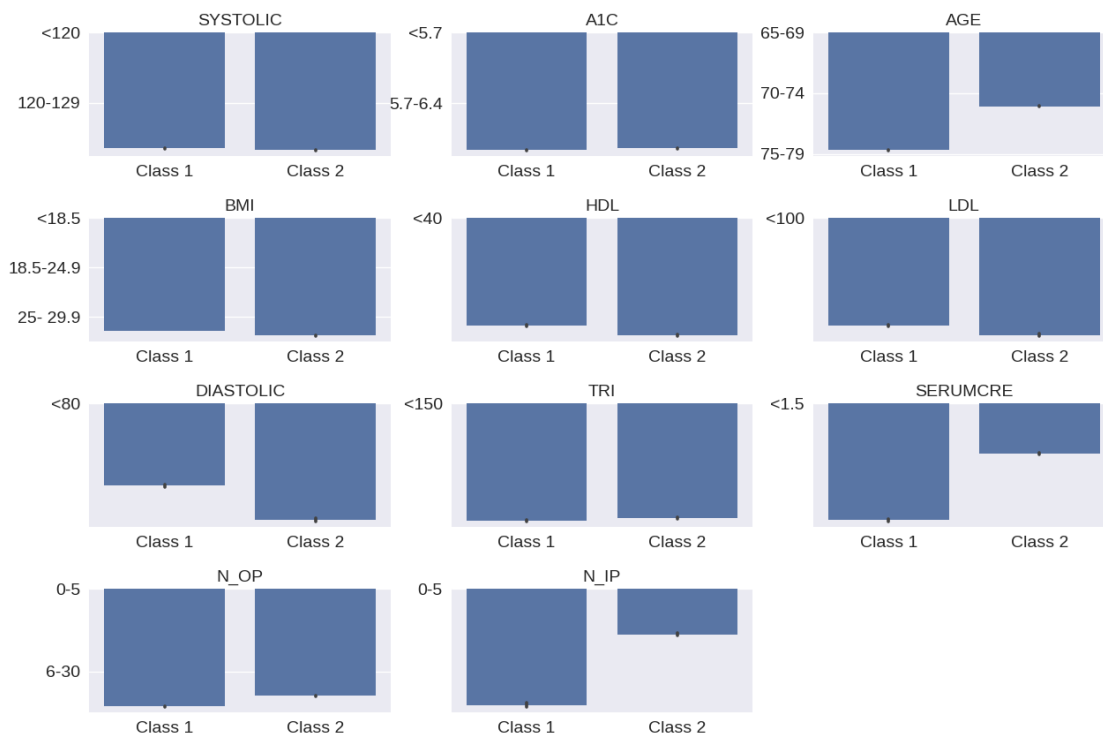 SYSTOLIC
<120
120-129
Class 1 Class 2
A1C
<5.7
5.7-6.4
Class 1 Class 2
AGE
65-69
70-74
75-79
Class 1 Class 2
BMI
<18.5
18.5-24.9
25- 29.9
Class 1 Class 2
HDL
<40
Class 1 Class 2
LDL
<100
Class 1 Class 2
DIASTOLIC
<80
Class 1 Class 2
TRI
<150
Class 1 Class 2
SERUMCRE
<1.5
Class 1 Class 2
N_OP
0-5
6-30
Class 1 Class 2
N_IP
0-5
Class 1 Class 2